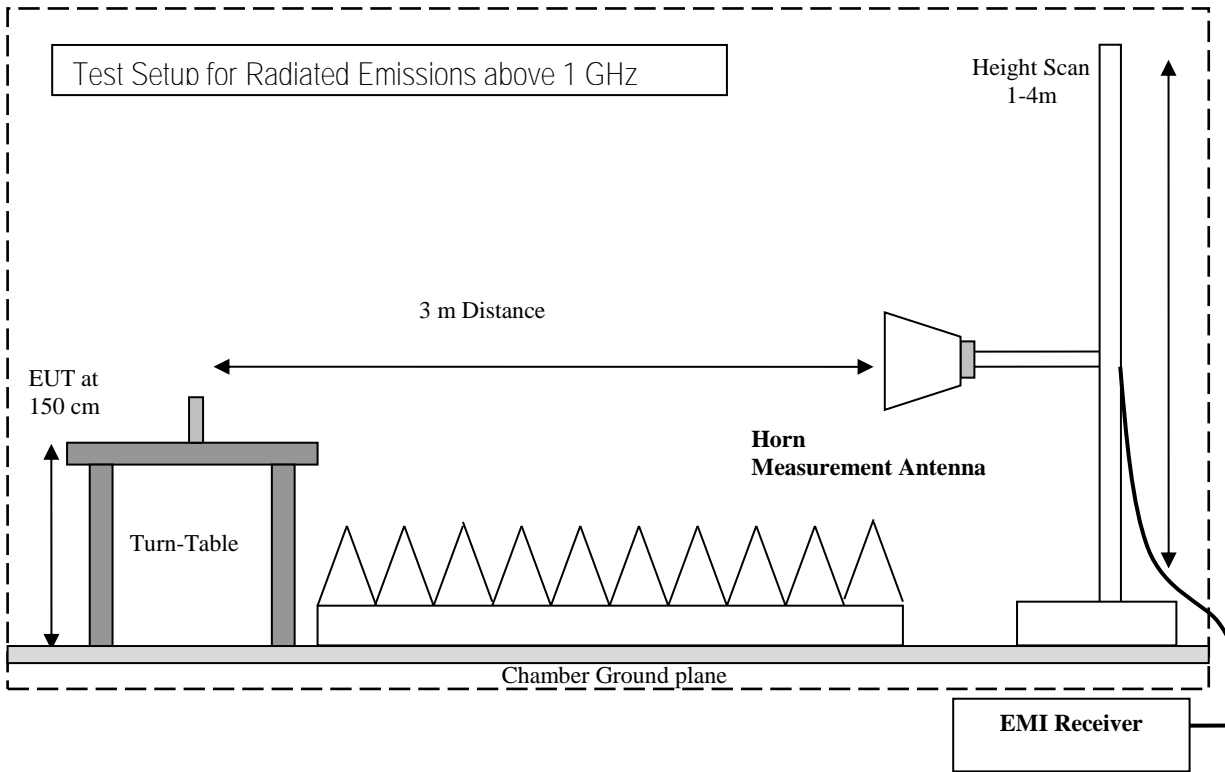 Test Setup for Radiated Emissions above 1 GHz
Height Scan
1-4m
3 m Distance
EUT at
150 cm
Horn
Measurement Antenna
Turn-Table
Chamber Ground plane
EMI Receiver